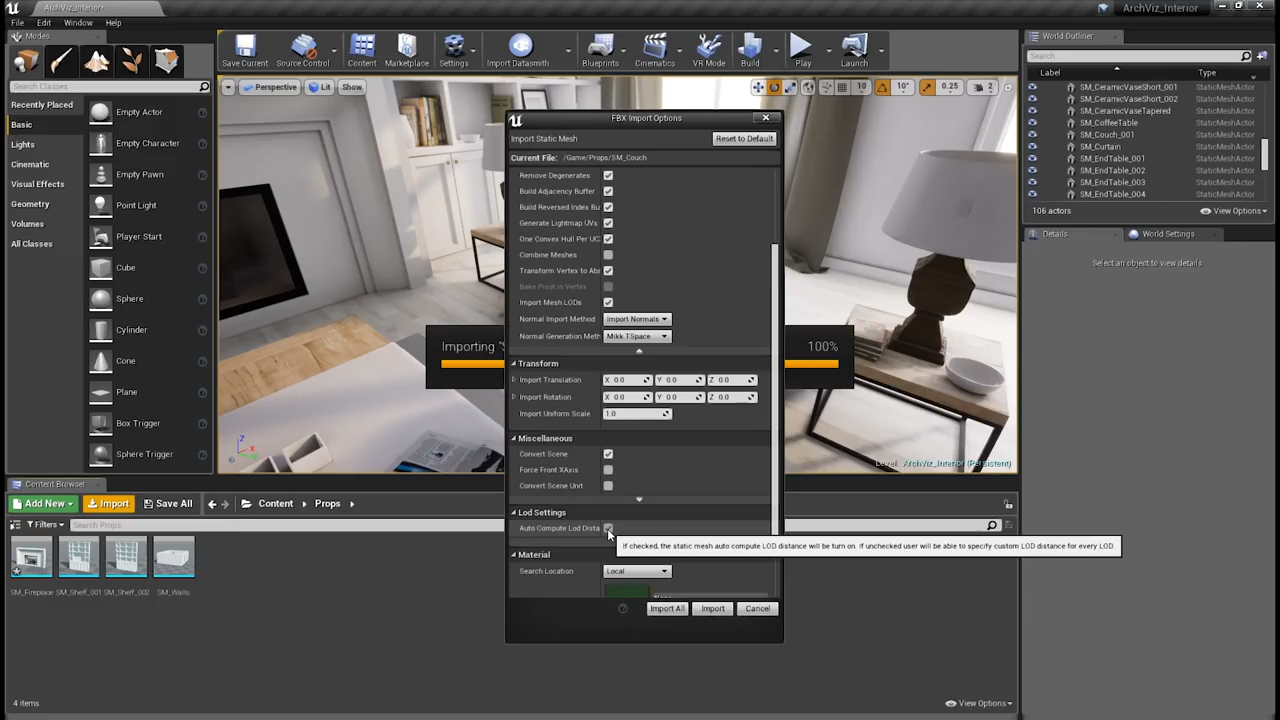 ArchViz_Interior•
ArchViz_Interior
File Edit Window Help
Modes
Search Classes
Recently Placed
Basic
Lights
Cinematic
Visual Effects
Geometry
Volumes
All Classes
Empty Actor
Empty Character
Empty Pawn
Point Light
Player Start
Cube
Sphere
Cylinder
Cone
Plane
Box Trigger
Sphere Trigger
Save Current Source Control Content Marketplace Settings Import Datasmith Blueprints Cinematics VR Mode Build Play Launch
Perspective Lit Show
10 10° 0.25 2
Importing "S
100%
Level: ArchViz_Interior (Persistent)
FBX Import Options
Import Static Mesh Reset to Default
Current File: /Game/Props/SM_Couch
Remove Degenerates
Build Adjacency Buffer
Build Reversed Index Bu
Generate Lightmap UVs
One Convex Hull Per UC
Combine Meshes
Transform Vertex to Abs
Bake Pivot in Vertex
Import Mesh LODs
Normal Import Method Import Normals
Normal Generation Meth Mikk TSpace
Transform
Import Translation X 0.0 Y 0.0 Z 0.0
Import Rotation X 0.0 Y 0.0 Z 0.0
Import Uniform Scale 1.0
Miscellaneous
Convert Scene
Force Front XAxis
Convert Scene Unit
Lod Settings
Auto Compute Lod Dista
If checked, the static mesh auto compute LOD distance will be turn on. If unchecked user will be able to specify custom LOD distance for every LOD.
Material
Search Location Local
Import All Import Cancel
World Outliner
Search...
Label Type
SM_CeramicVaseShort_001 StaticMeshActor
SM_CeramicVaseShort_002 StaticMeshActor
SM_CeramicVaseTapered StaticMeshActor
SM_CoffeeTable StaticMeshActor
SM_Couch_001 StaticMeshActor
SM_Curtain StaticMeshActor
SM_EndTable_001 StaticMeshActor
SM_EndTable_002 StaticMeshActor
SM_EndTable_003 StaticMeshActor
SM_EndTable_004 StaticMeshActor
106 actors View Options
Details World Settings
Select an object to view details
Content Browser
Add New Import Save All Content Props
Filters Search Props
SM_Fireplace SM_Shelf_001 SM_Shelf_002 SM_Walls
4 items View Options